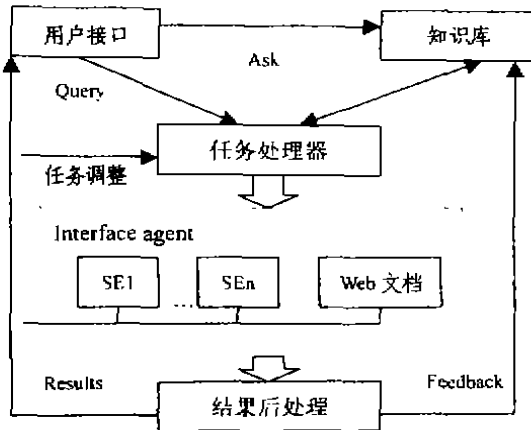 用户接口
知识库
Ask
Query
任务处理器
任务调整
Interface agent
SE1
...
SEn
Web 文档
Results
Feedback
结果后处理